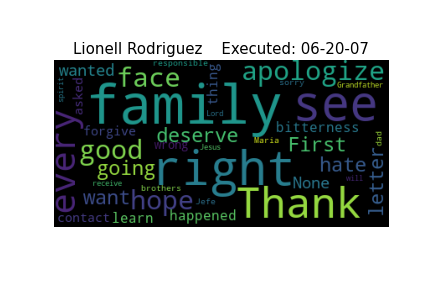 Lionell Rodriguez    Executed: 06-20-07
responsible
wanted
face
thing
apologize
spirit
asked
sorry
Grandfather
family
see
Lord
every
forgive
deserve
bitterness
good
wrong
Jesus
Maria
First
dad
going
right
None
hate
letter
receive
brothers
will
want
hope
Jefe
Thank
contact
learn
happened